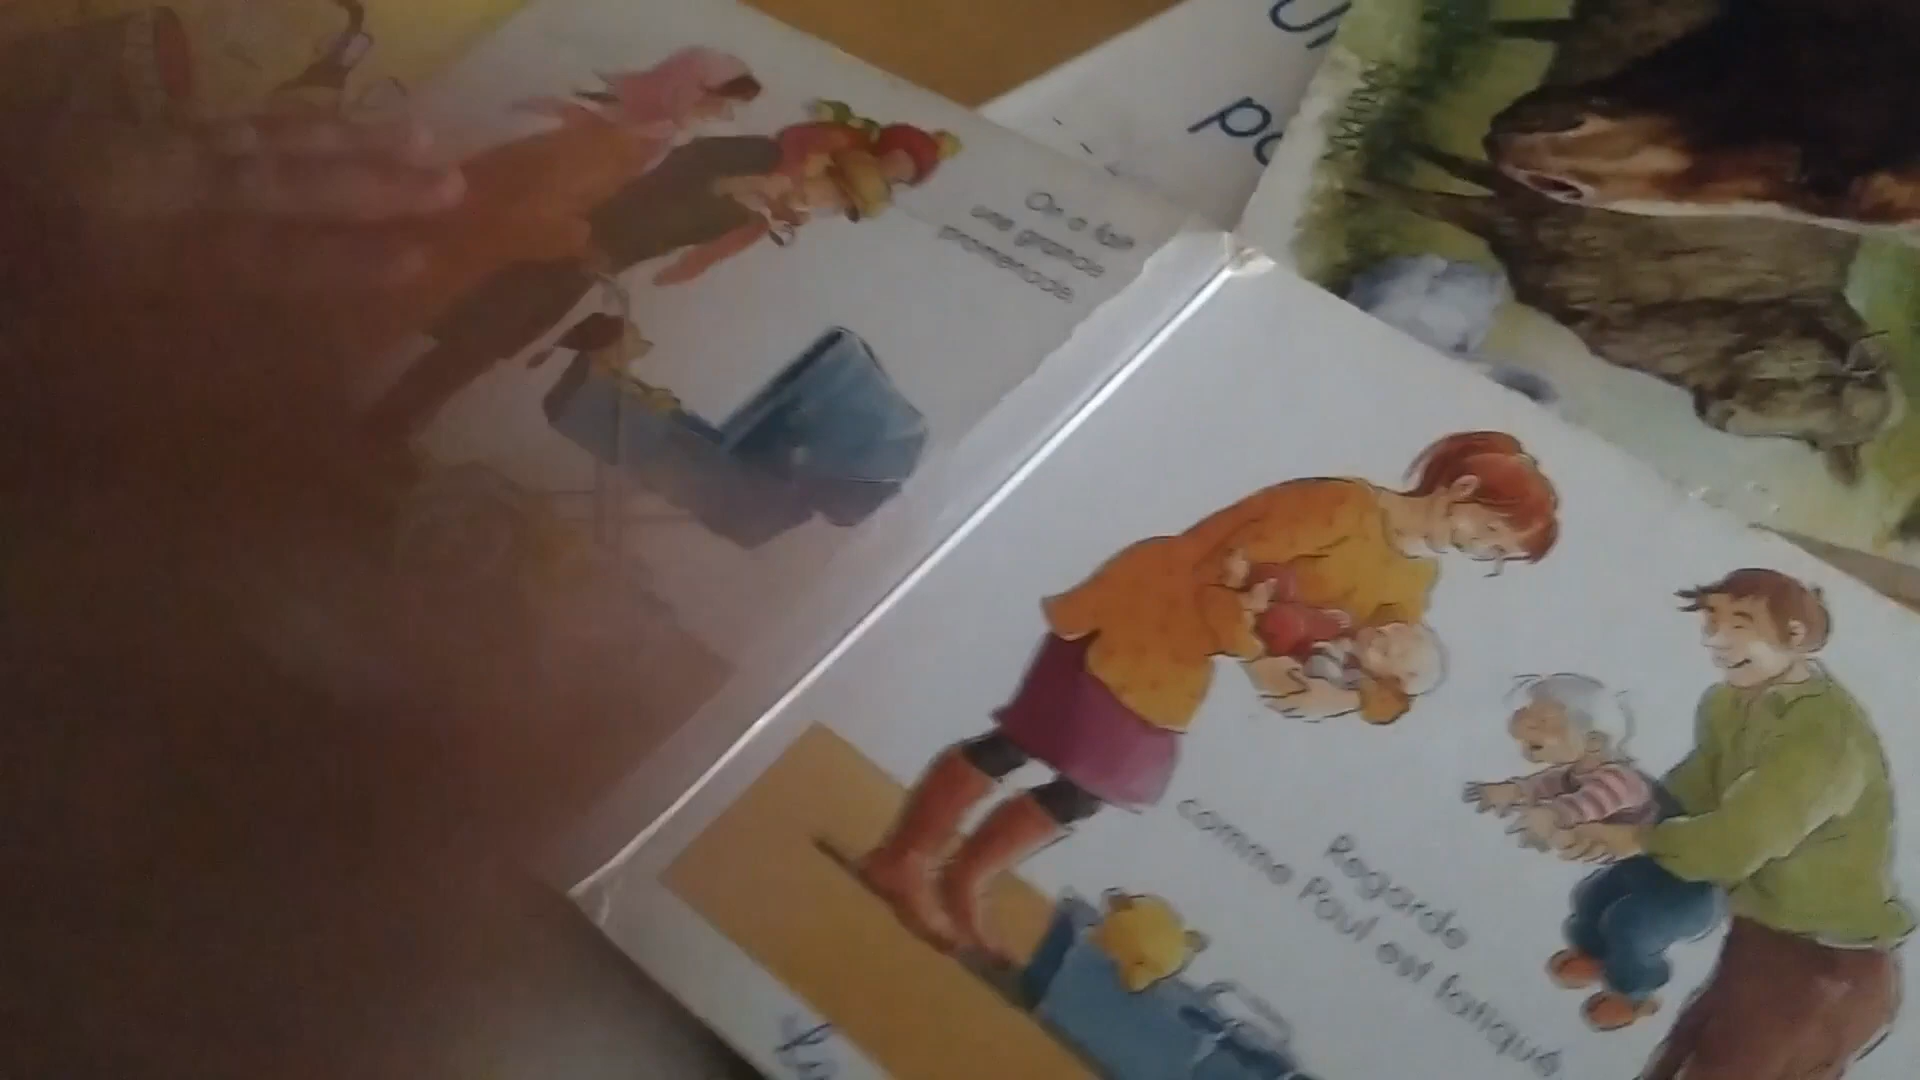 On a fait
une grande
promenade.
Regarde
comme Paul est fatigué.